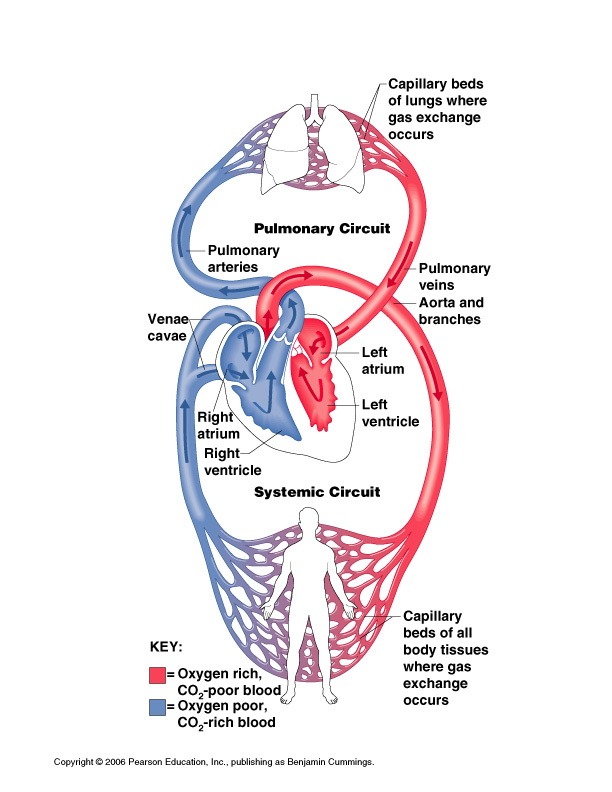 Capillary beds
of lungs where
gas exchange
occurs
Pulmonary Circuit
Pulmonary
arteries
Pulmonary
veins
Aorta and
branches
Venae
cavae
Left
atrium
Left
ventricle
Right
atrium
Right
ventricle
Systemic Circuit
Capillary
beds of all
body tissues
where gas
exchange
occurs
KEY:
= Oxygen rich,
CO2-poor blood
= Oxygen poor,
CO2-rich blood
Copyright © 2006 Pearson Education, Inc., publishing as Benjamin Cummings.